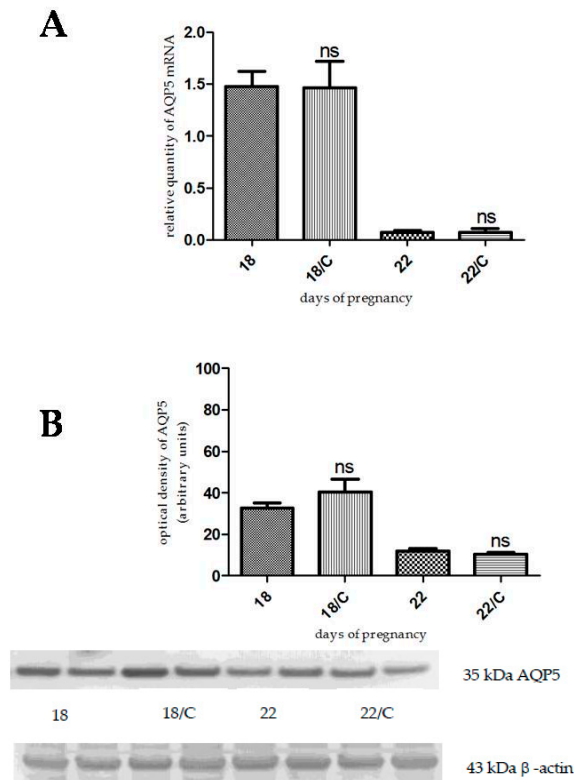 A
relative quantity of AQP5 mRNA
2.0
1.5
1.0
0.5
0.0
ns
ns
18
18/C
22
22/C
days of pregnancy
B
optical density of AQP5
(arbitrary units)
100
80
60
40
20
0
ns
ns
18
18/C
22
22/C
days of pregnancy
35 kDa AQP5
18 18/C 22 22/C
43 kDa β -actin